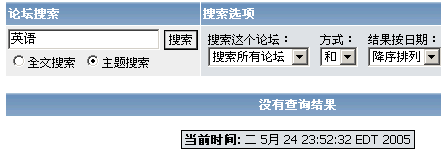 论坛搜索 搜索选项
英语 搜索
全文搜索 主题搜索
搜索这个论坛： 方式： 结果按日期：
搜索所有论坛 和 降序排列
没有查询结果
当前时间: 二 5月 24 23:52:32 EDT 2005